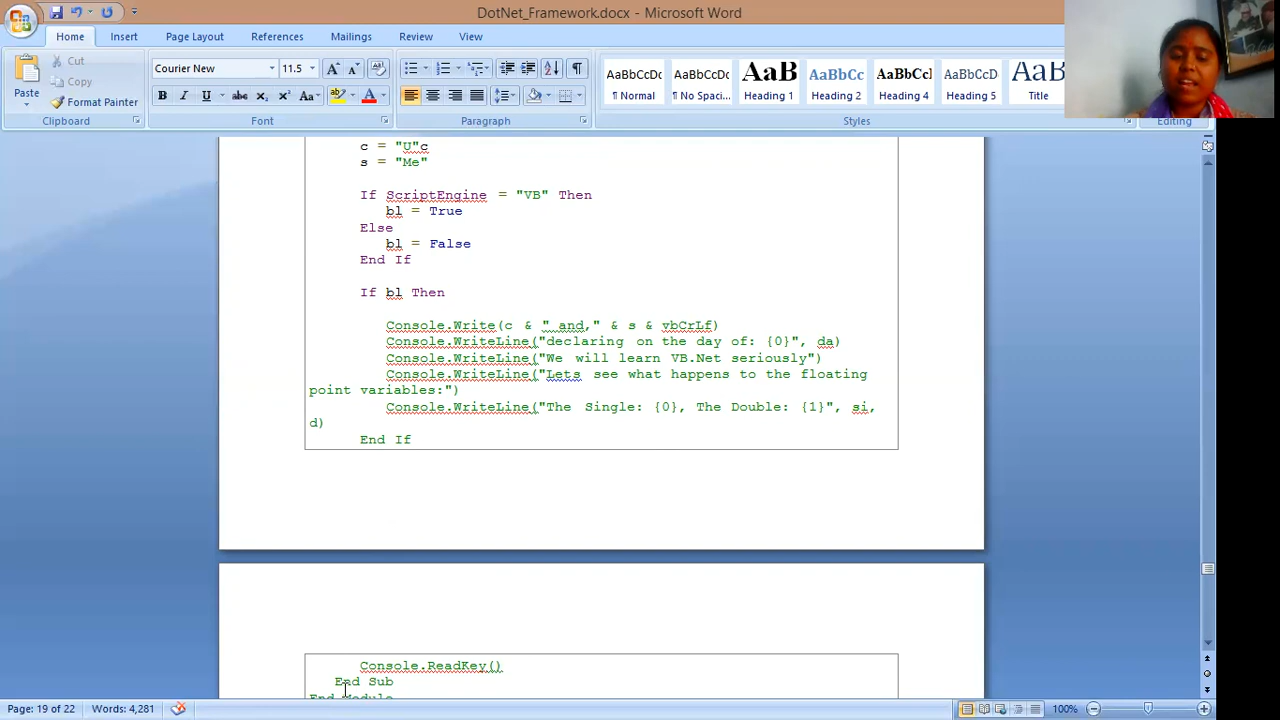 DotNet_Framework.docx - Microsoft Word
Home Insert Page Layout References Mailings Review View
Paste
Cut
Copy
Format Painter
Clipboard
Courier New 11.5
Font
Paragraph
AaBbCcDc AaBbCcDc AaB AaBbCc AaBbCcI AaBbCcD AaB
¶ Normal ¶ No Spaci... Heading 1 Heading 2 Heading 4 Heading 5 Title
Styles
Editing
c = "U"c
s = "Me"
If ScriptEngine = "VB" Then
bl = True
Else
bl = False
End If
If bl Then
Console.Write(c & " and," & s & vbCrLf)
Console.WriteLine("declaring on the day of: {0}", da)
Console.WriteLine("We will learn VB.Net seriously")
Console.WriteLine("Lets see what happens to the floating
point variables:")
Console.WriteLine("The Single: {0}, The Double: {1}", si,
d)
End If
Console.ReadKey()
End Sub
End Module
Page: 19 of 22 Words: 4,281 100%